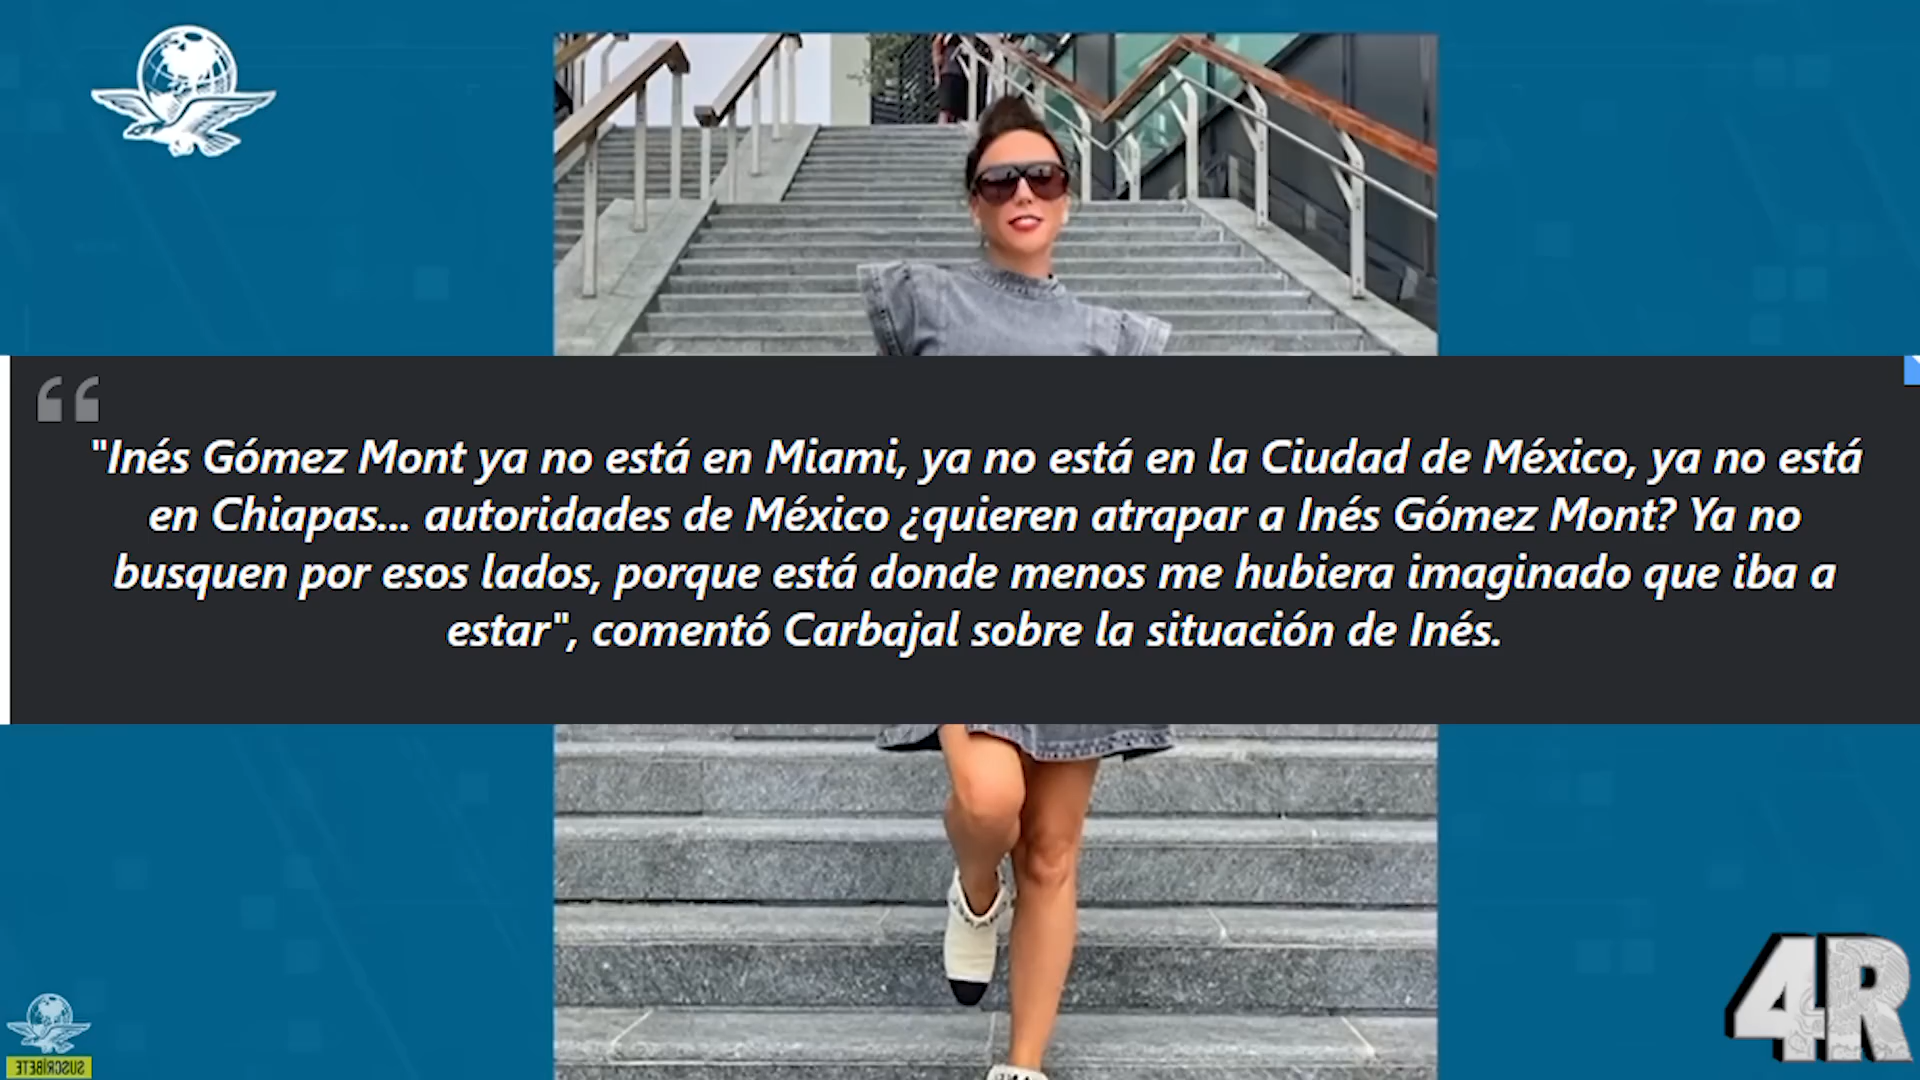 "Inés Gómez Mont ya no está en Miami, ya no está en la Ciudad de México, ya no está
en Chiapas... autoridades de México ¿quieren atrapar a Inés Gómez Mont? Ya no
busquen por esos lados, porque está donde menos me hubiera imaginado que iba a
estar", comentó Carbajal sobre la situación de Inés.
SUSCRÍBETE
4R